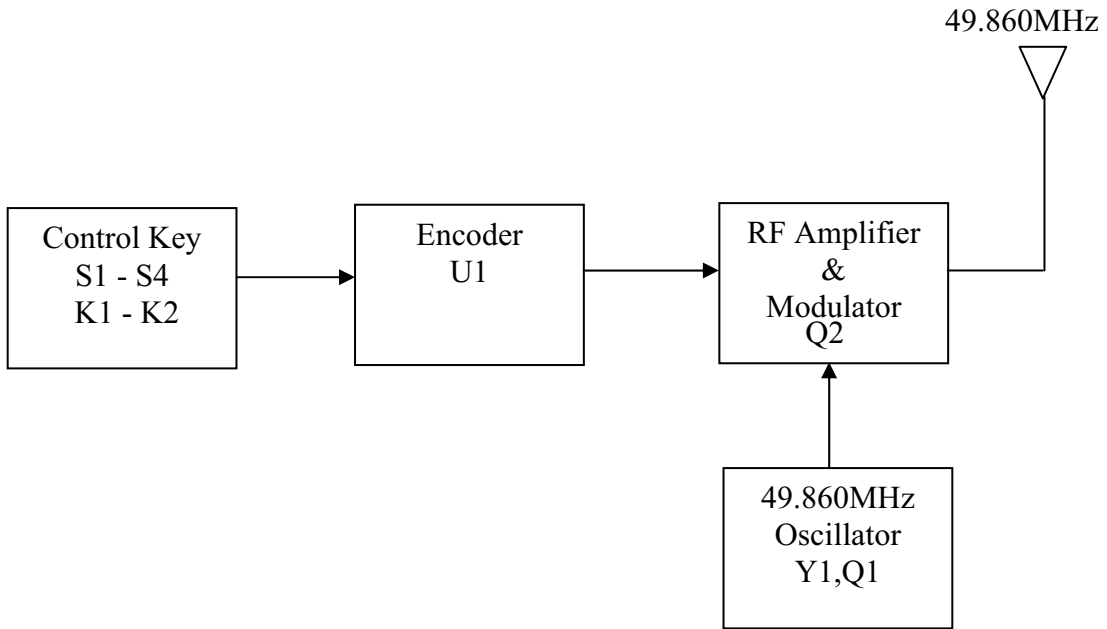 49.860MHz
Control Key
S1 - S4
K1 - K2
Encoder
U1
RF Amplifier
&
Modulator
Q2
49.860MHz
Oscillator
Y1,Q1